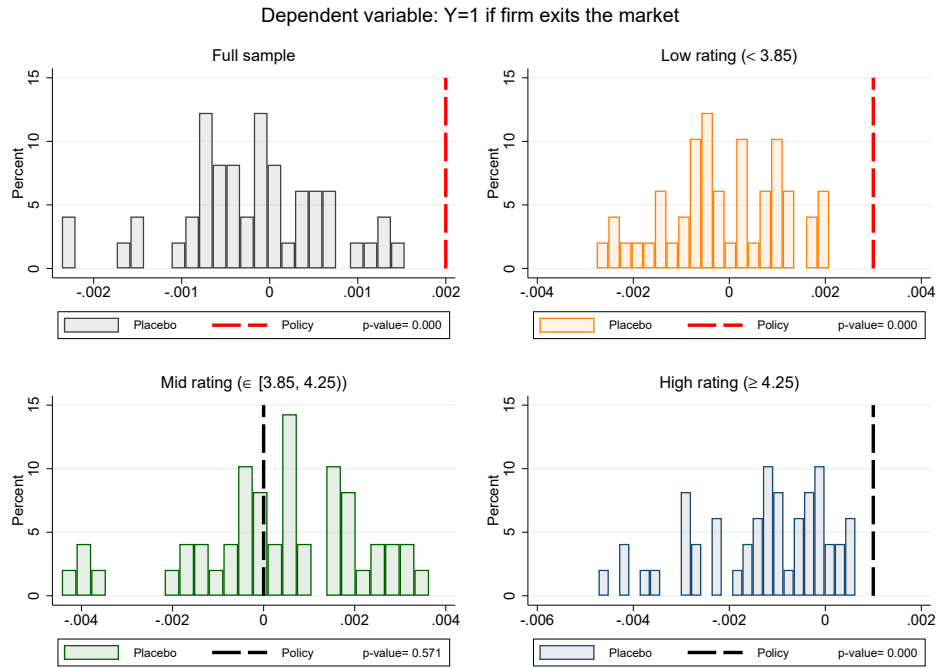 Dependent variable: Y=1 if firm exits the market
Full sample
Percent
15
10
5
0
-.002 -.001 0 .001 .002
Placebo Policy p-value= 0.000
Low rating (< 3.85)
Percent
15
10
5
0
-.004 -.002 0 .002 .004
Placebo Policy p-value= 0.000
Mid rating (∈ [3.85, 4.25))
Percent
15
10
5
0
-.004 -.002 0 .002 .004
Placebo Policy p-value= 0.571
High rating (≥ 4.25)
Percent
15
10
5
0
-.006 -.004 -.002 0 .002
Placebo Policy p-value= 0.000